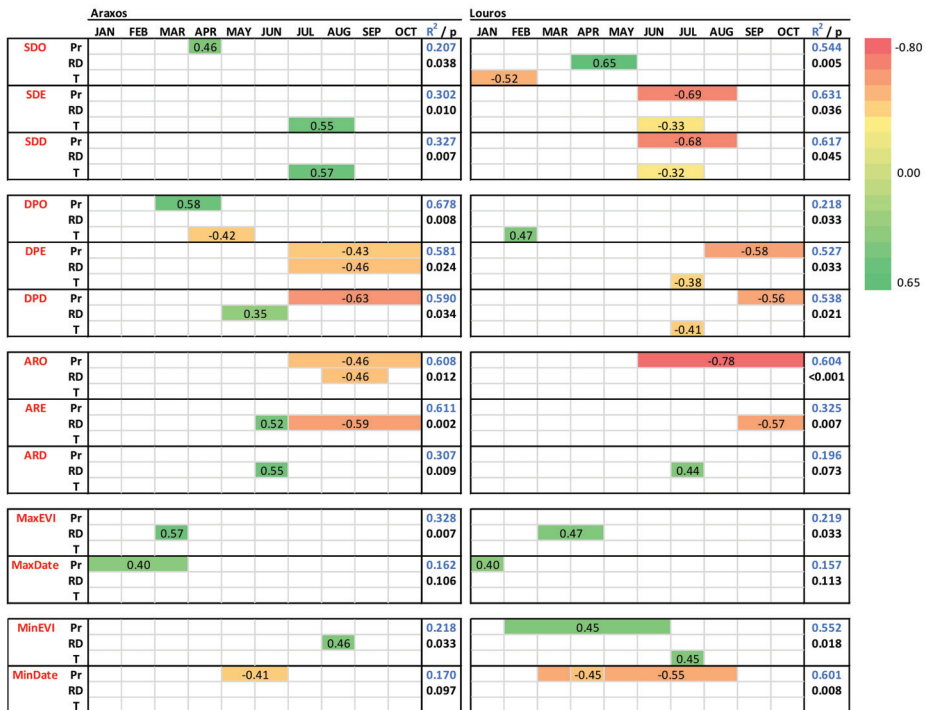 Araxos Louros
JAN FEB MAR APR MAY JUN JUL AUG SEP OCT R² / p JAN FEB MAR APR MAY JUN JUL AUG SEP OCT R² / p
SDO Pr 0.46 0.207 0.544 -0.80
RD 0.038 0.65 0.005
T -0.52
SDE Pr 0.302 -0.69 0.631
RD 0.010 0.036
T 0.55 -0.33
SDD Pr 0.327 -0.68 0.617
RD 0.007 0.045
T 0.57 -0.32 0.00
DPO Pr 0.58 0.678 0.218
RD 0.008 0.033
T -0.42 0.47
DPE Pr -0.43 0.581 -0.58 0.527
RD -0.46 0.024 0.033
T -0.38 0.65
DPD Pr -0.63 0.590 -0.56 0.538
RD 0.35 0.034 0.021
T -0.41
ARO Pr -0.46 0.608 -0.78 0.604
RD -0.46 0.012 <0.001
T
ARE Pr 0.611 0.325
RD 0.52 -0.59 0.002 -0.57 0.007
T
ARD Pr 0.307 0.196
RD 0.55 0.009 0.44 0.073
T
MaxEVI Pr 0.328 0.219
RD 0.57 0.007 0.47 0.033
T
MaxDate Pr 0.40 0.162 0.40 0.157
RD 0.106 0.113
T
MinEVI Pr 0.218 0.45 0.552
RD 0.46 0.033 0.018
T 0.45
MinDate Pr -0.41 0.170 -0.45 -0.55 0.601
RD 0.097 0.008
T